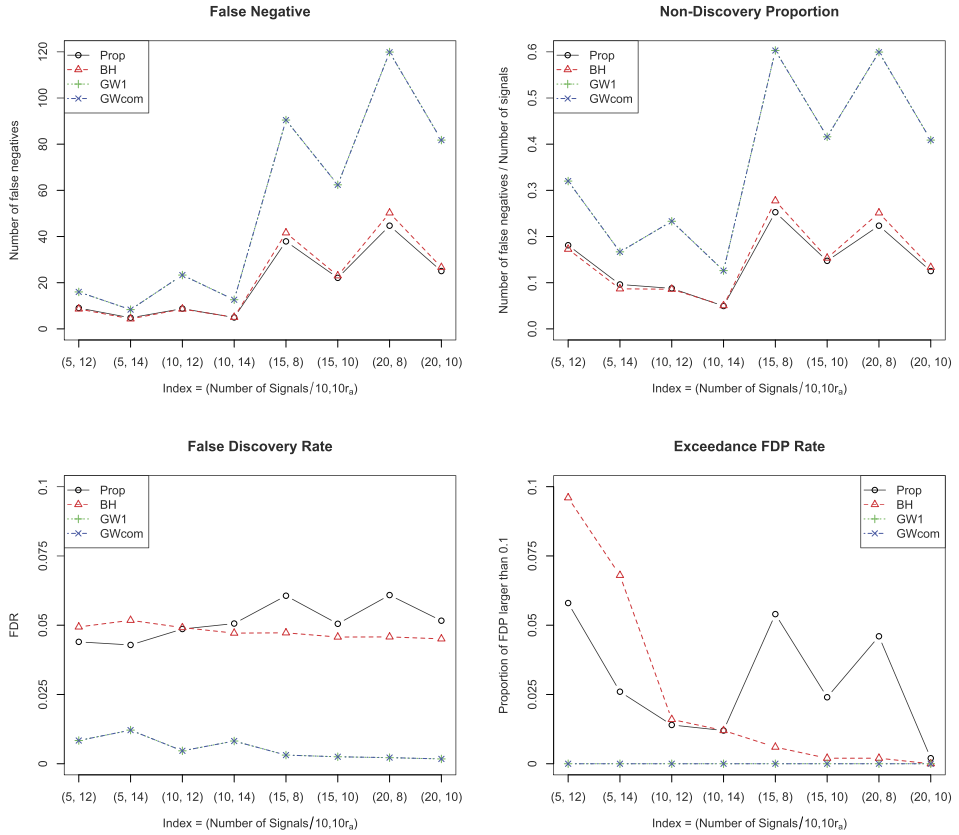 False Negative
Number of false negatives
120
100
80
60
40
20
0
Prop
BH
GW1
GWcom
(5, 12) (5, 14) (10, 12) (10, 14) (15, 8) (15, 10) (20, 8) (20, 10)
Index = (Number of Signals/10,10rₐ)
Non-Discovery Proportion
Number of false negatives / Number of signals
0.6
0.5
0.4
0.3
0.2
0.1
0.0
Prop
BH
GW1
GWcom
(5, 12) (5, 14) (10, 12) (10, 14) (15, 8) (15, 10) (20, 8) (20, 10)
Index = (Number of Signals/10,10rₐ)
False Discovery Rate
FDR
0.1
0.075
0.05
0.025
0
Prop
BH
GW1
GWcom
(5, 12) (5, 14) (10, 12) (10, 14) (15, 8) (15, 10) (20, 8) (20, 10)
Index = (Number of Signals/10,10rₐ)
Exceedance FDP Rate
Proportion of FDP larger than 0.1
0.1
0.075
0.05
0.025
0
Prop
BH
GW1
GWcom
(5, 12) (5, 14) (10, 12) (10, 14) (15, 8) (15, 10) (20, 8) (20, 10)
Index = (Number of Signals/10,10rₐ)